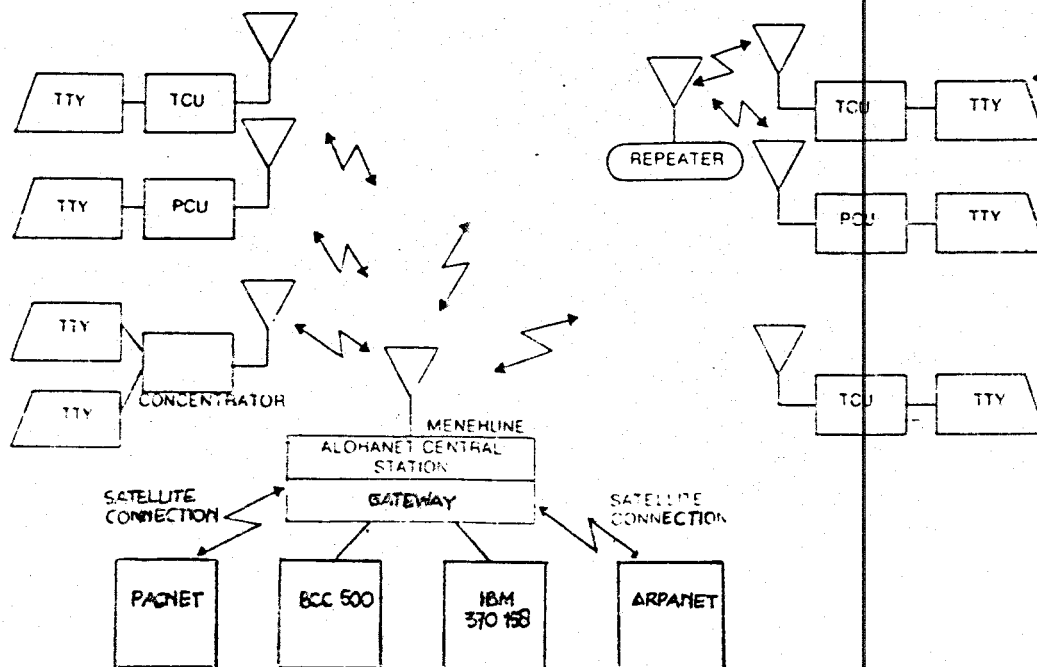 TTY
TCU
TTY
PCU
TTY
TTY
CONCENTRATOR
REPEATER
TCU
TTY
PCU
TTY
TCU
TTY
MENEHLINE
ALOHANET CENTRAL
STATION
GATEWAY
SATELLITE
CONNECTION
SATELLITE
CONNECTION
PACNET
BCC 500
IBM
370 158
ARPANET